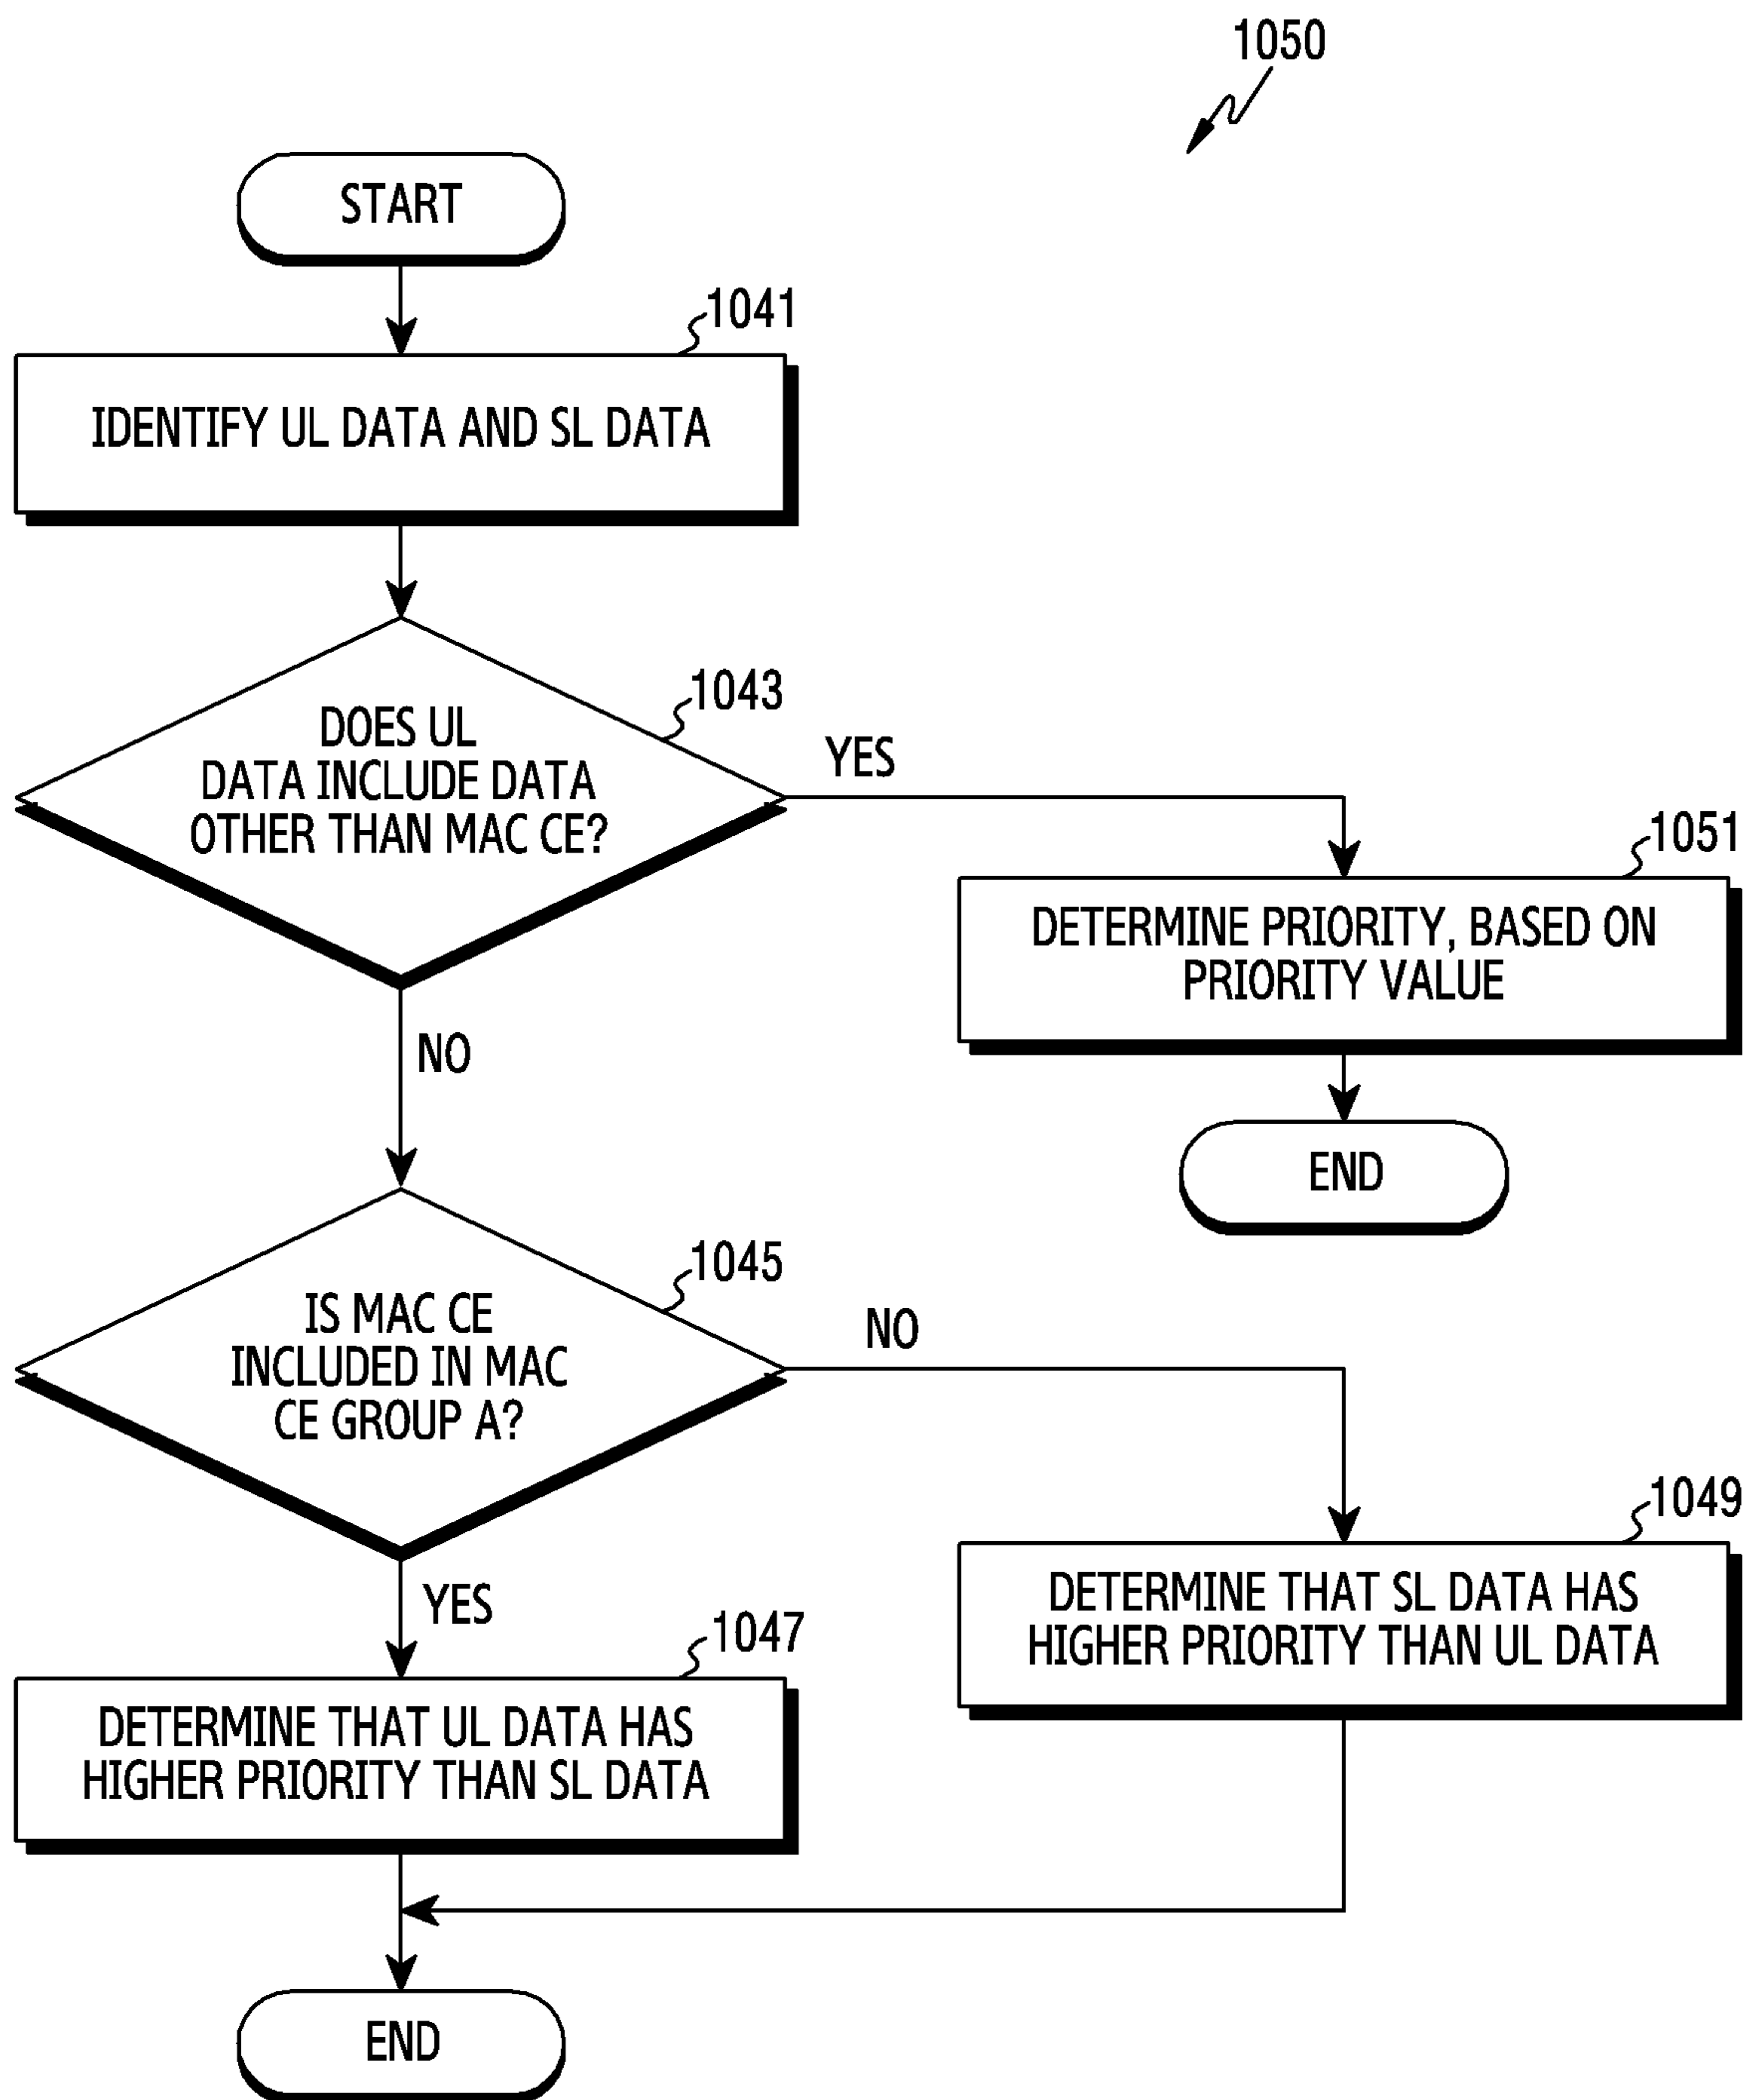 1050
START
1041
IDENTIFY UL DATA AND SL DATA
1043
DOES UL
DATA INCLUDE DATA
OTHER THAN MAC CE?
YES
1051
DETERMINE PRIORITY, BASED ON
PRIORITY VALUE
NO
END
1045
IS MAC CE
INCLUDED IN MAC
CE GROUP A?
NO
1049
DETERMINE THAT SL DATA HAS
HIGHER PRIORITY THAN UL DATA
YES
1047
DETERMINE THAT UL DATA HAS
HIGHER PRIORITY THAN SL DATA
END